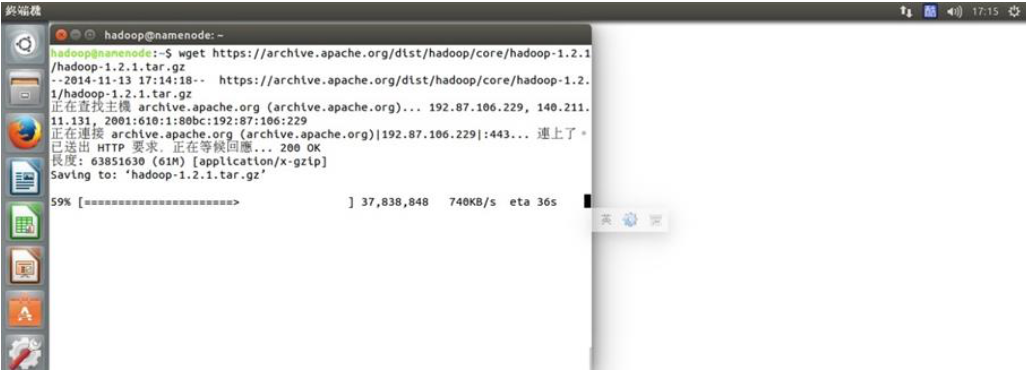 終端機
酷
17:15
hadoop@namenode: ~
hadoop@namenode:~$ wget https://archive.apache.org/dist/hadoop/core/hadoop-1.2.1
/hadoop-1.2.1.tar.gz
--2014-11-13 17:14:18--  https://archive.apache.org/dist/hadoop/core/hadoop-1.2.
1/hadoop-1.2.1.tar.gz
正在查找主機 archive.apache.org (archive.apache.org)... 192.87.106.229, 140.211.
11.131, 2001:610:1:80bc:192:87:106:229
正在連接 archive.apache.org (archive.apache.org)|192.87.106.229|:443... 連上了。
已送出 HTTP 要求，正在等候回應... 200 OK
長度: 63851630 (61M) [application/x-gzip]
Saving to: ‘hadoop-1.2.1.tar.gz’
59% [======================>                ] 37,838,848   740KB/s  eta 36s
英